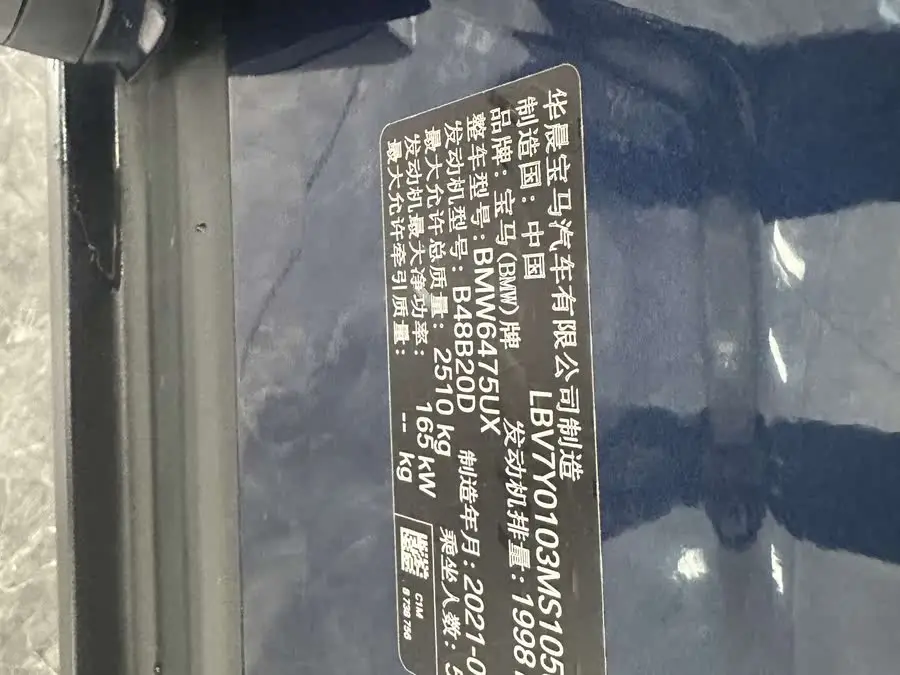 华晨宝马汽车有限公司制造
制造国：中国 LBV7Y0103MS105
品牌：宝马(BMW)牌 发动机排量：1998
整车型号：BMW6475UX
发动机型号：B48B20D 制造年月：2021-0
最大允许总质量：2510 kg 乘坐人数：5
发动机最大净功率：165 kW
最大允许牵引质量：-- kg
C1M
B 738 756